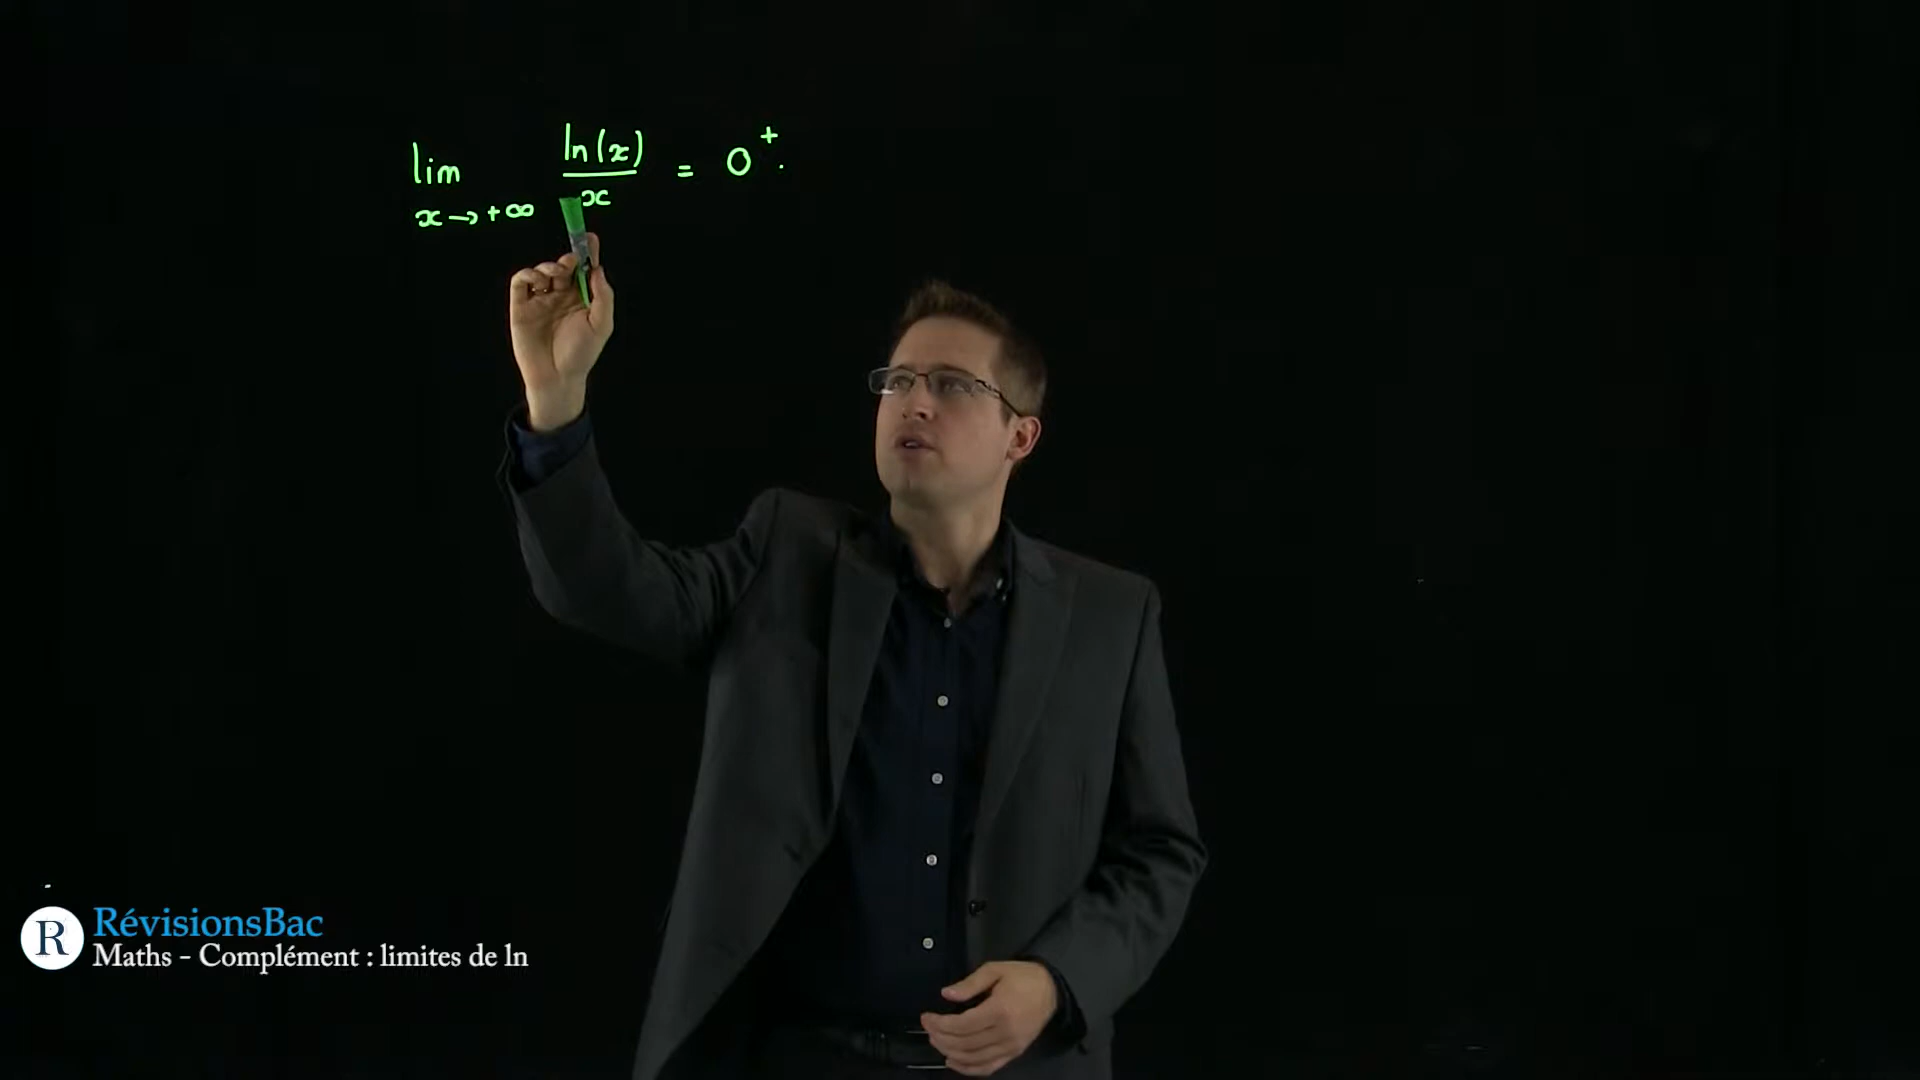 lim x→+∞ ln(x)/x = 0⁺.
R
RévisionsBac
Maths - Complément : limites de ln